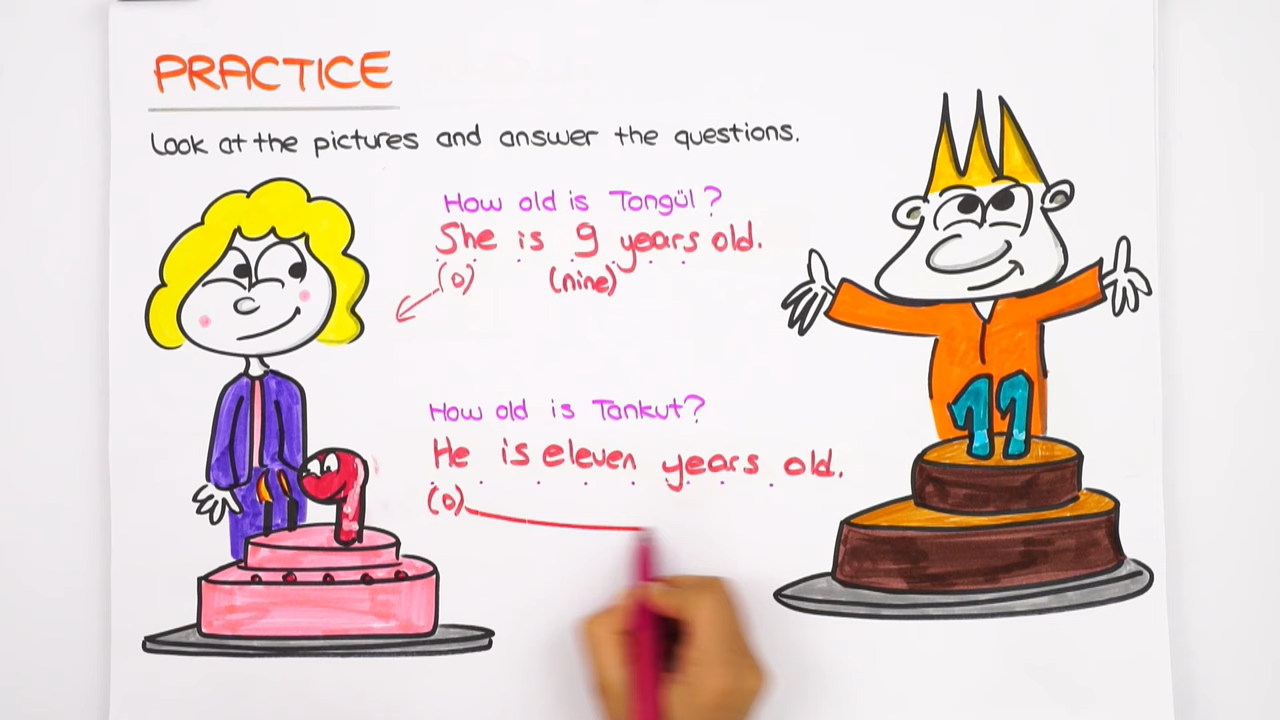 PRACTICE
Look at the pictures and answer the questions.
How old is Tongül?
She is 9 years old.
(o) (nine)
How old is Tankut?
He is eleven years old.
(o)
9
11